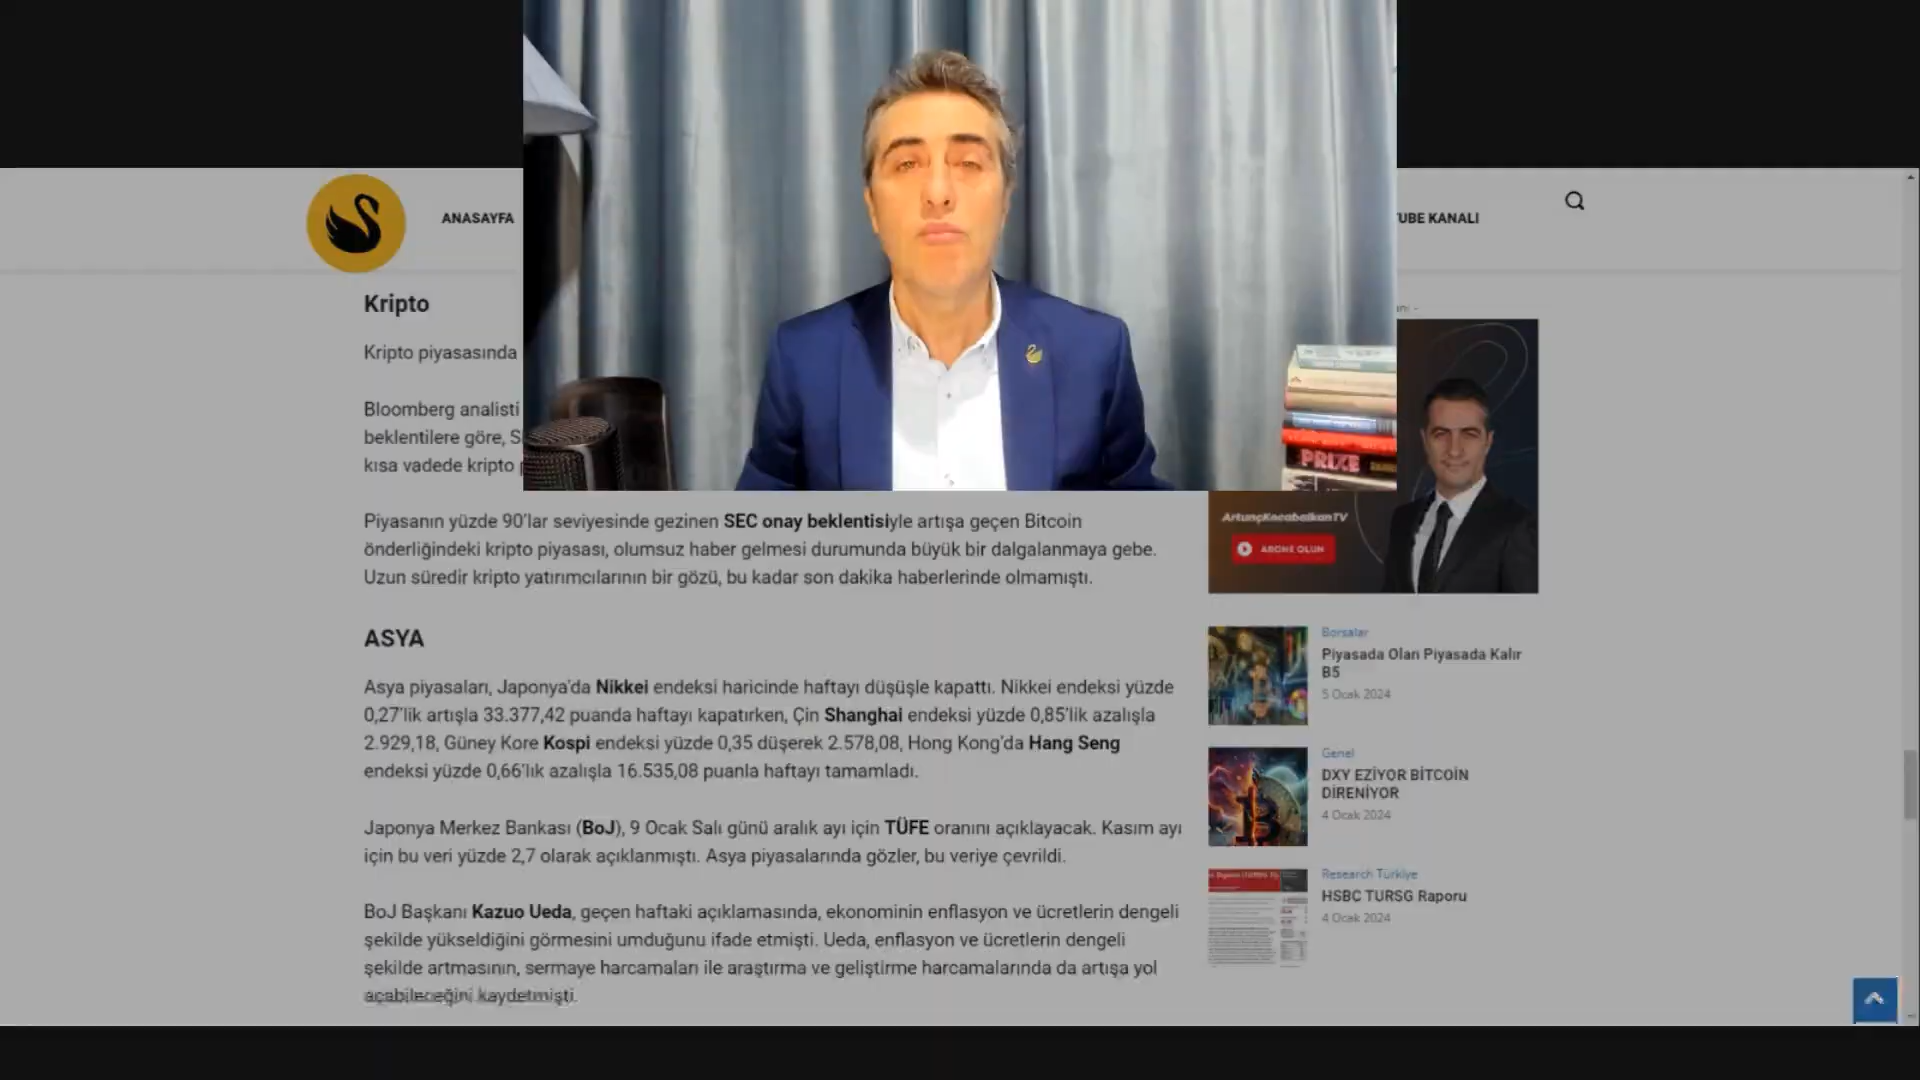 ANASAYFA
UBE KANALI
Kripto
Kripto piyasasında
Bloomberg analisti
beklentilere göre,
kısa vadede kripto
Piyasanın yüzde 90'lar seviyesinde gezinen SEC onay beklentisiyle artışa geçen Bitcoin
önderliğindeki kripto piyasası, olumsuz haber gelmesi durumunda büyük bir dalgalanmaya gebe.
Uzun süredir kripto yatırımcılarının bir gözü, bu kadar son dakika haberlerinde olmamıştı.
ASYA
Asya piyasaları, Japonya'da Nikkei endeksi haricinde haftayı düşüşle kapattı. Nikkei endeksi yüzde
0,27'lik artışla 33.377,42 puanda haftayı kapatırken, Çin Shanghai endeksi yüzde 0,85'lik azalışla
2.929,18, Güney Kore Kospi endeksi yüzde 0,35 düşerek 2.578,08, Hong Kong'da Hang Seng
endeksi yüzde 0,66'lık azalışla 16.535,08 puanla haftayı tamamladı.
Japonya Merkez Bankası (BoJ), 9 Ocak Salı günü aralık ayı için TÜFE oranını açıklayacak. Kasım ayı
için bu veri yüzde 2,7 olarak açıklanmıştı. Asya piyasalarında gözler, bu veriye çevrildi.
BoJ Başkanı Kazuo Ueda, geçen haftaki açıklamasında, ekonominin enflasyon ve ücretlerin dengeli
şekilde yükseldiğini görmesini umduğunu ifade etmişti. Ueda, enflasyon ve ücretlerin dengeli
şekilde artmasının, sermaye harcamaları ile araştırma ve geliştirme harcamalarında da artışa yol
açabileceğini kaydetmişti.
PRIZE
ArtunçKocabalkanTV
ABONE OLUN
Borsalar
Piyasada Olan Piyasada Kalır
B5
5 Ocak 2024
Genel
DXY EZİYOR BİTCOİN
DİRENİYOR
4 Ocak 2024
Research Türkiye
HSBC TURSG Raporu
4 Ocak 2024